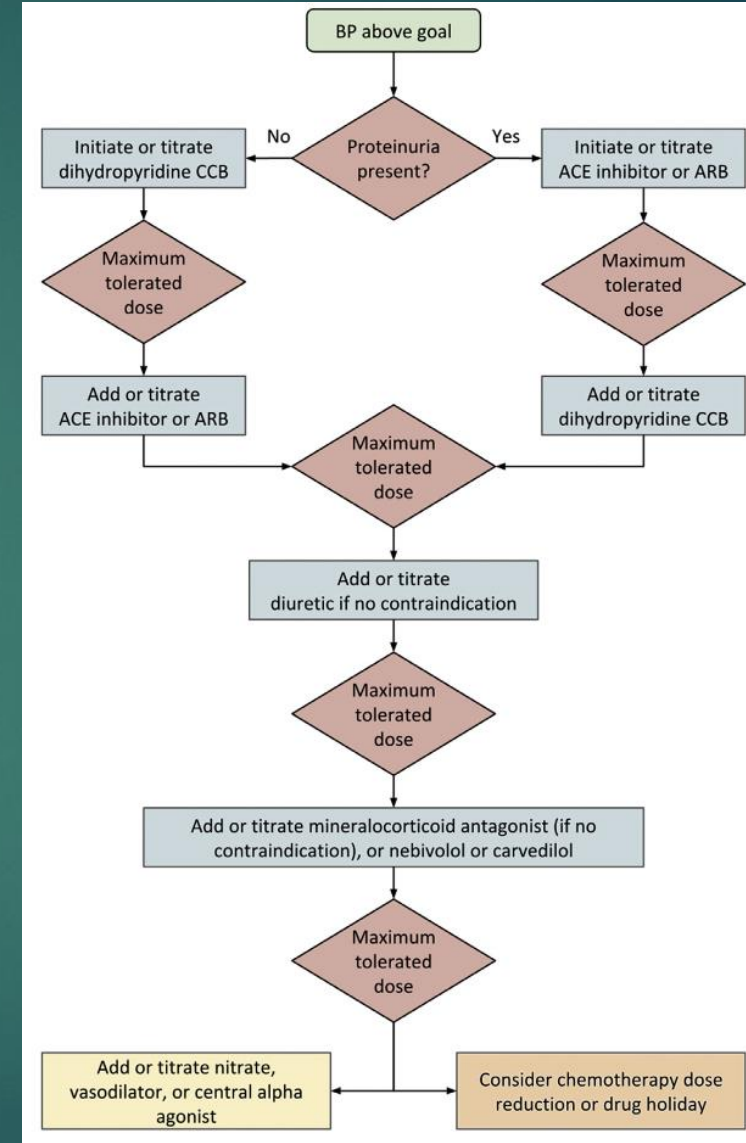 BP above goal
No
Proteinuria
present?
Yes
Initiate or titrate
dihydropyridine CCB
Initiate or titrate
ACE inhibitor or ARB
Maximum
tolerated
dose
Maximum
tolerated
dose
Add or titrate
ACE inhibitor or ARB
Add or titrate
dihydropyridine CCB
Maximum
tolerated
dose
Add or titrate
diuretic if no contraindication
Maximum
tolerated
dose
Add or titrate mineralocorticoid antagonist (if no
contraindication), or nebivolol or carvedilol
Maximum
tolerated
dose
Add or titrate nitrate,
vasodilator, or central alpha
agonist
Consider chemotherapy dose
reduction or drug holiday